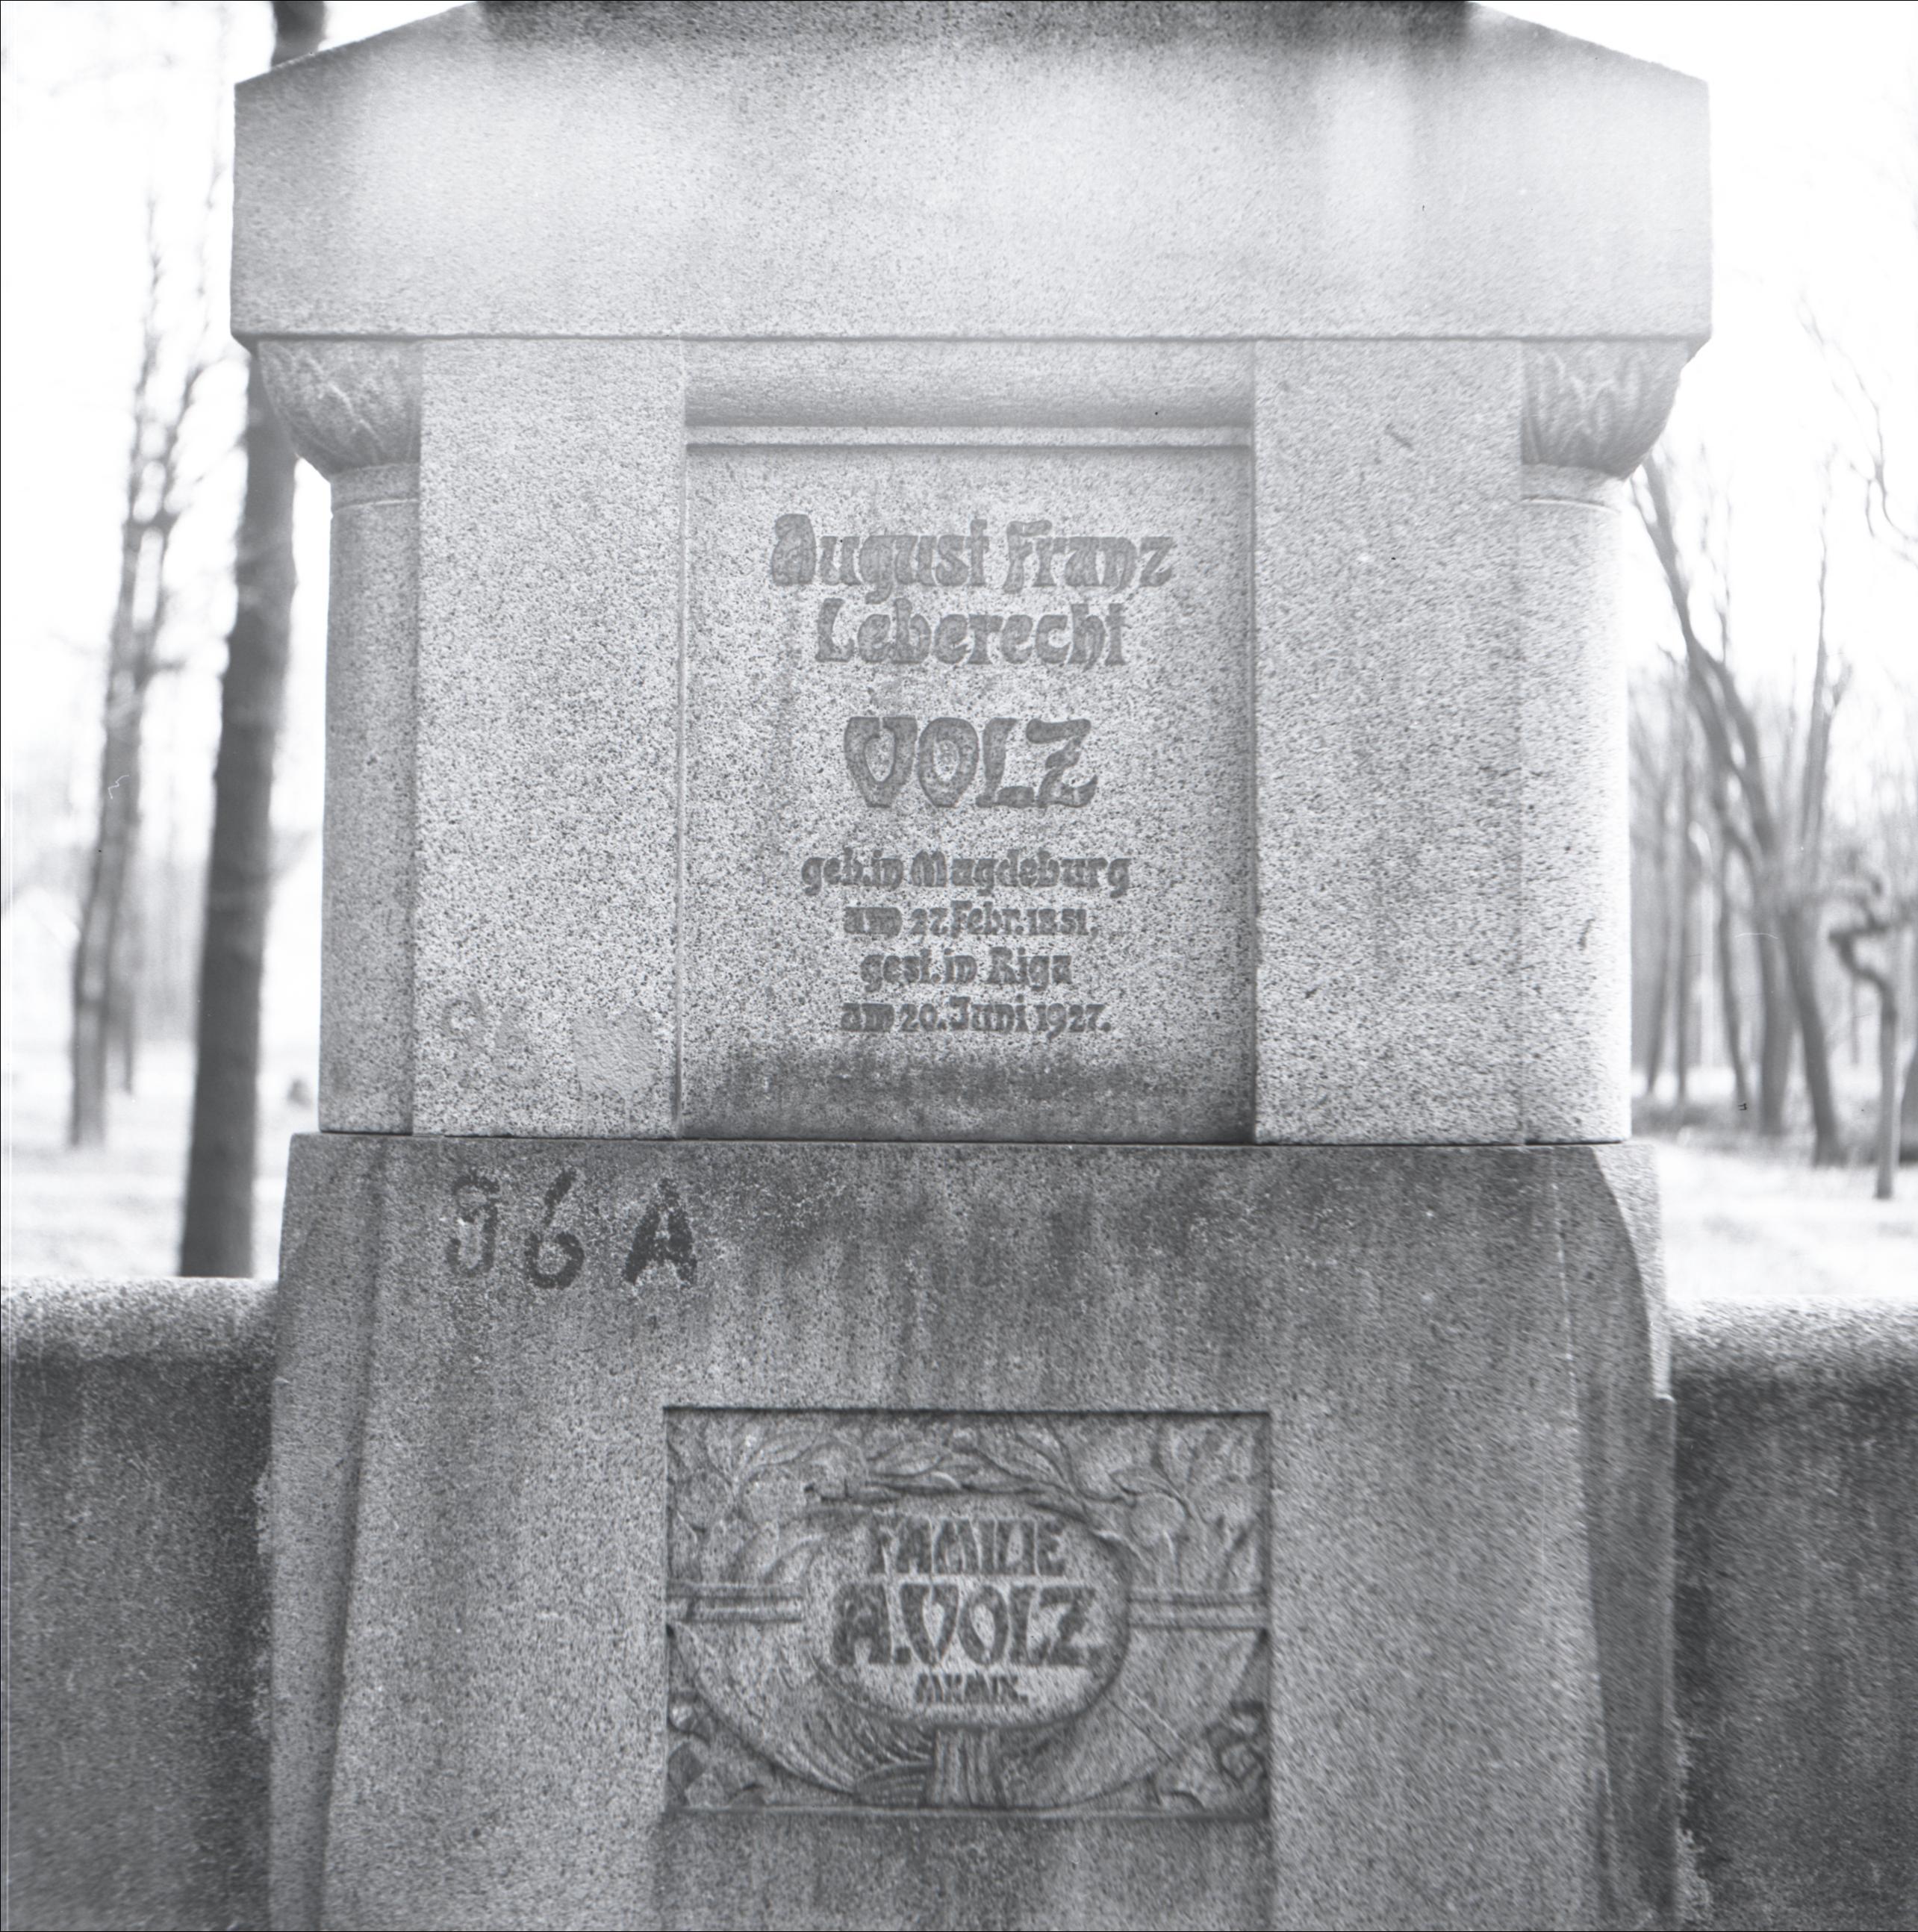 August Franz
Leberecht
VOLZ
geb. in Magdeburg
am 27. Febr. 1851,
gest. in Riga
am 20. Juni 1927.
96 A
FAMILIE
A. VOLZ